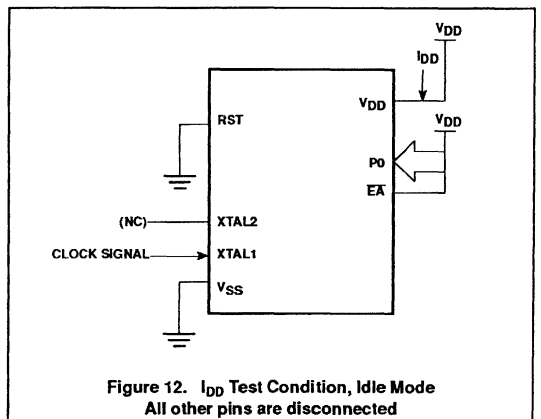 VDD
IDD
VDD
RST
VDD
P0
EA
(NC)
XTAL2
CLOCK SIGNAL
XTAL1
VSS
Figure 12. IDD Test Condition, Idle Mode
All other pins are disconnected